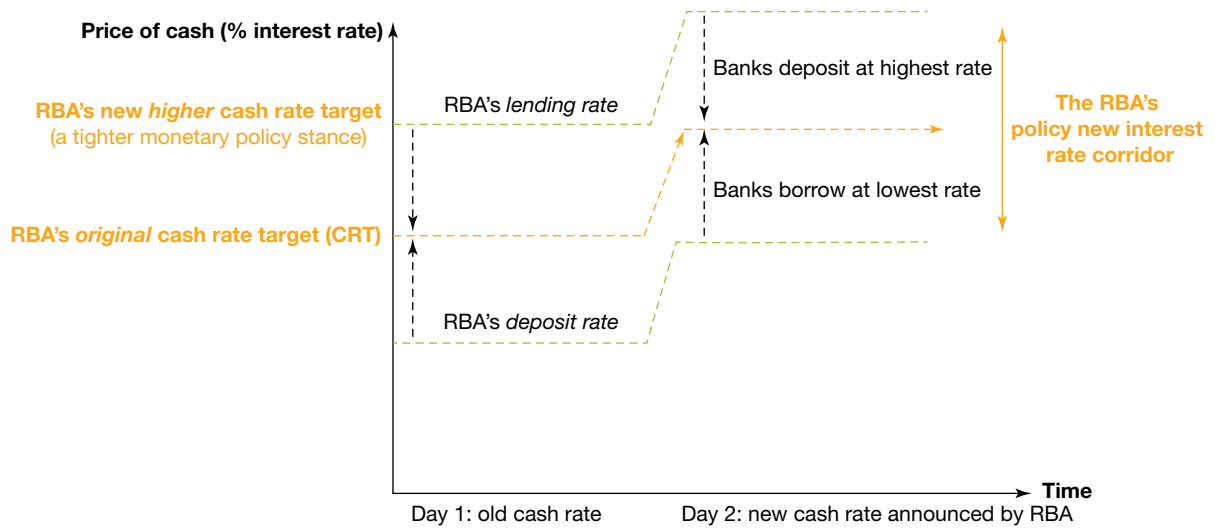 Price of cash (% interest rate)
RBA's new higher cash rate target
(a tighter monetary policy stance)
RBA's original cash rate target (CRT)
RBA's lending rate
RBA's deposit rate
Banks deposit at highest rate
Banks borrow at lowest rate
The RBA's
policy new interest
rate corridor
Time
Day 1: old cash rate
Day 2: new cash rate announced by RBA